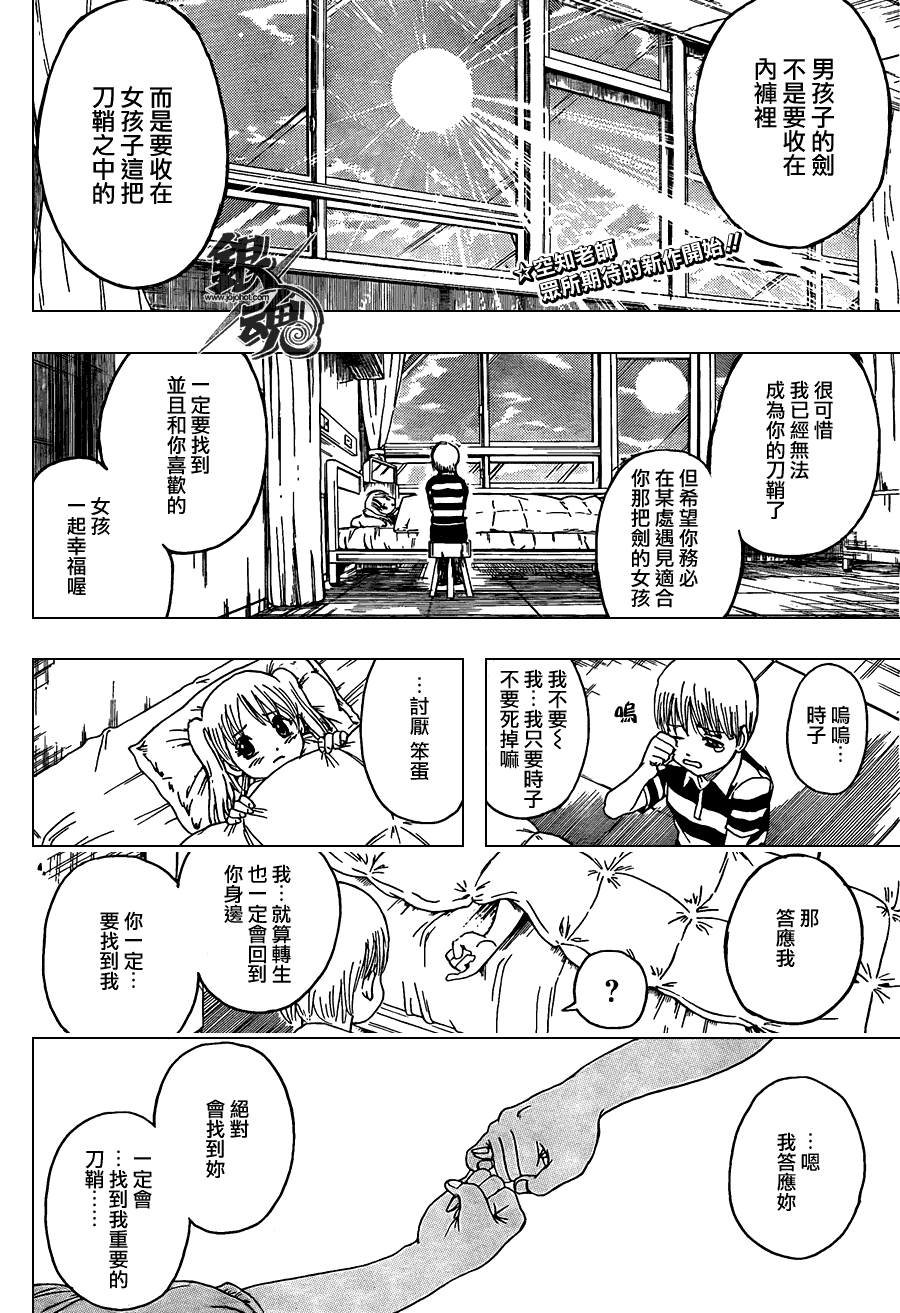 男孩子的劍
不是要收在
內褲裡
而是要收在
女孩子這把
刀鞘之中的
☆空知老師
眾所期待的新作開始!!
銀魂
www.jojohot.com
很可惜
我已經無法
成為你的刀鞘了
但希望你務必
在某處遇見適合
你那把劍的女孩
一定要找到
並且和你喜歡的
女孩
一起幸福喔
嗚嗚…
時子
嗚
我不要~
我…我只要時子
不要死掉嘛
…討厭 笨蛋
那
答應我
?
我…就算轉生
也一定會回到
你身邊
你一定…
要找到我
…嗯
我答應妳
絕對
會找到妳
一定會
…找到我重要的
刀鞘……